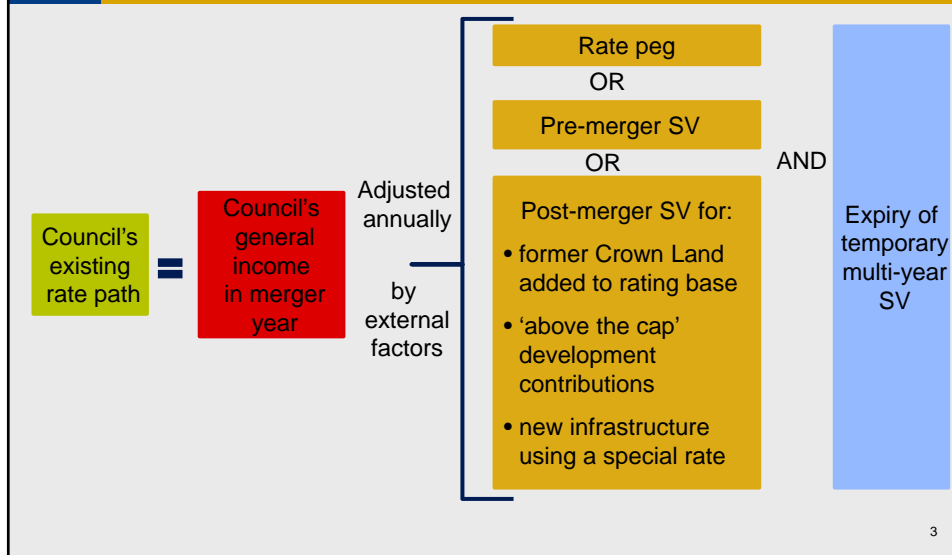 Council’s
existing
rate path
=
Council’s
general
income
in merger
year
Adjusted
annually
by
external
factors
Rate peg
OR
Pre-merger SV
OR
Post-merger SV for:
• former Crown Land
added to rating base
• ‘above the cap’
development
contributions
• new infrastructure
using a special rate
AND
Expiry of
temporary
multi-year
SV
3